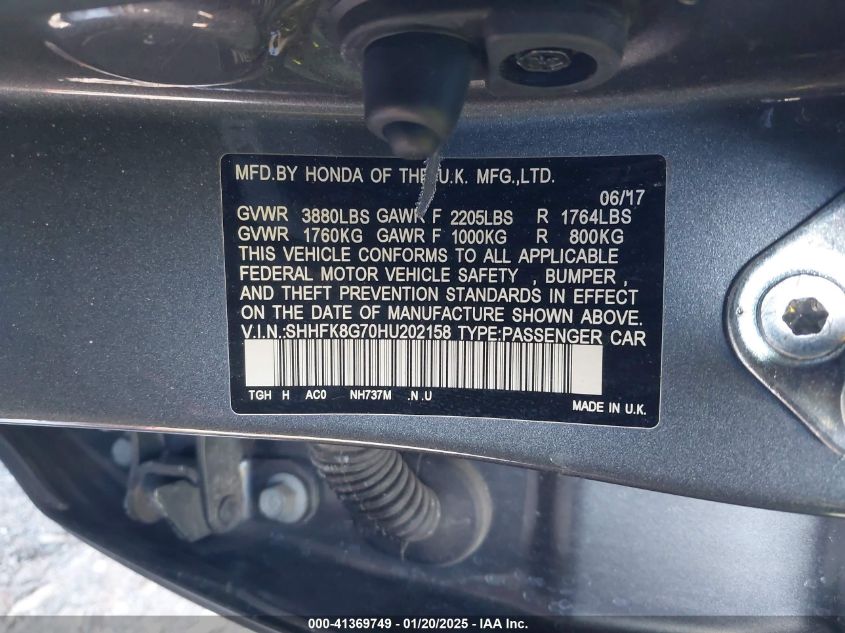 MFD.BY HONDA OF THE U.K. MFG.,LTD.
06/17
GVWR 3880LBS GAWR F 2205LBS R 1764LBS
GVWR 1760KG GAWR F 1000KG R 800KG
THIS VEHICLE CONFORMS TO ALL APPLICABLE
FEDERAL MOTOR VEHICLE SAFETY , BUMPER ,
AND THEFT PREVENTION STANDARDS IN EFFECT
ON THE DATE OF MANUFACTURE SHOWN ABOVE.
V.I.N.:SHHFK8G70HU202158 TYPE:PASSENGER CAR
TGH H AC0 NH737M .N .U
MADE IN U.K.
000-41369749 — 01/20/2025 - IAA Inc.